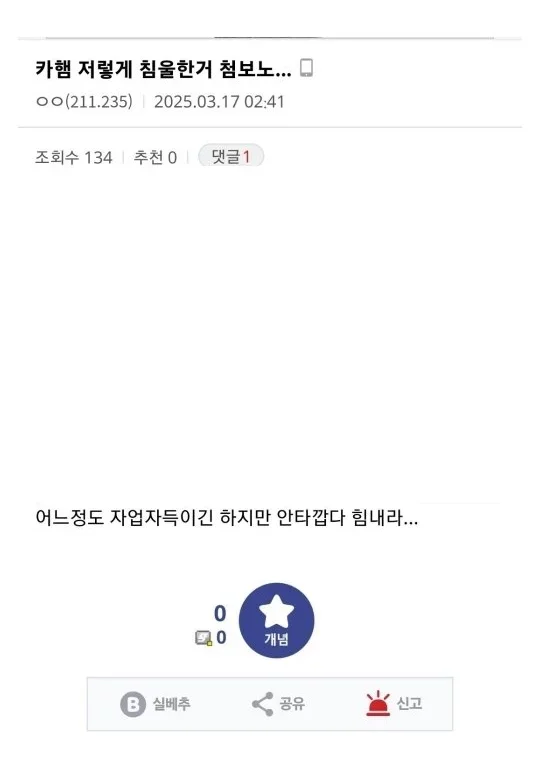 카햄 저렇게 침울한거 첨보노...
ㅇㅇ(211.235) | 2025.03.17 02:41
조회수 134 | 추천 0 | 댓글 1
어느정도 자업자득이긴 하지만 안타깝다 힘내라...
0
0
개념
B 실베추 공유 신고